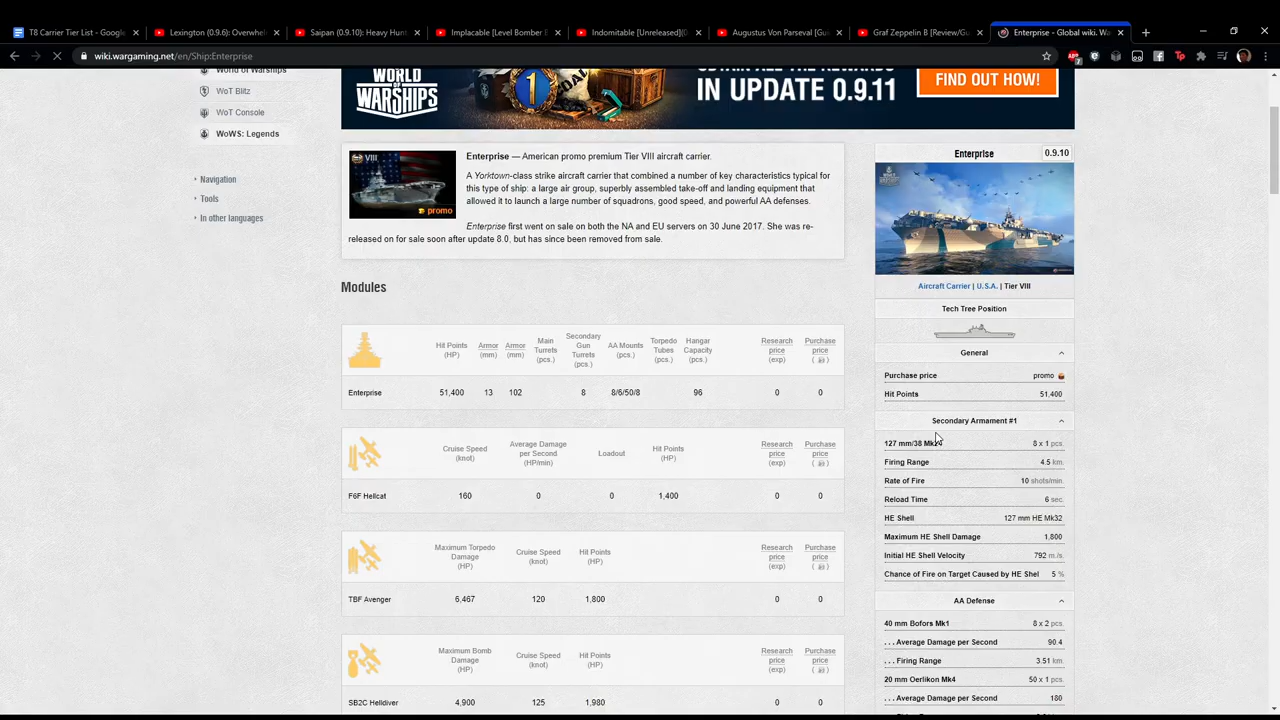 T8 Carrier Tier List - Google
Lexington (0.9.6): Overwhel
Saipan (0.9.10): Heavy Hunt
Implacable [Level Bomber
Indomitable [Unreleased](D
Augustus Von Parseval [Gu
Graf Zeppelin B [Review/Gu
Enterprise - Global wiki. Wa
wiki.wargaming.net/en/Ship:Enterprise
World of Warships
WoT Blitz
WoT Console
WoWS: Legends
Navigation
Tools
In other languages
WORLD OF
WARSHIPS
IN UPDATE 0.9.11
FIND OUT HOW!
VIII
promo
Enterprise — American promo premium Tier VIII aircraft carrier.
A Yorktown-class strike aircraft carrier that combined a number of key characteristics typical for
this type of ship: a large air group, superbly assembled take-off and landing equipment that
allowed it to launch a large number of squadrons, good speed, and powerful AA defenses.
Enterprise first went on sale on both the NA and EU servers on 30 June 2017. She was re-
released on for sale soon after update 8.0, but has since been removed from sale.
Modules
Hit Points (HP) Armor (mm) Armor (mm) Main Turrets (pcs.) Secondary Gun Turrets (pcs.) AA Mounts (pcs.) Torpedo Tubes (pcs.) Hangar Capacity (pcs.) Research price (exp) Purchase price ( )
Enterprise 51,400 13 102 8 8/6/50/8 96 0 0
Cruise Speed (knot) Average Damage per Second (HP/min) Loadout Hit Points (HP) Research price (exp) Purchase price ( )
F6F Hellcat 160 0 0 1,400 0 0
Maximum Torpedo Damage (HP) Cruise Speed (knot) Hit Points (HP) Research price (exp) Purchase price ( )
TBF Avenger 6,467 120 1,800 0 0
Maximum Bomb Damage (HP) Cruise Speed (knot) Hit Points (HP) Research price (exp) Purchase price ( )
SB2C Helldiver 4,900 125 1,980 0 0
Enterprise 0.9.10
Aircraft Carrier | U.S.A. | Tier VIII
Tech Tree Position
General
Purchase price promo
Hit Points 51,400
Secondary Armament #1
127 mm/38 Mk24 8 x 1 pcs.
Firing Range 4.5 km.
Rate of Fire 10 shots/min.
Reload Time 6 sec.
HE Shell 127 mm HE Mk32
Maximum HE Shell Damage 1,800
Initial HE Shell Velocity 792 m./s.
Chance of Fire on Target Caused by HE Shel 5 %
AA Defense
40 mm Bofors Mk1 8 x 2 pcs.
. . . Average Damage per Second 90.4
. . . Firing Range 3.51 km.
20 mm Oerlikon Mk4 50 x 1 pcs.
. . . Average Damage per Second 180